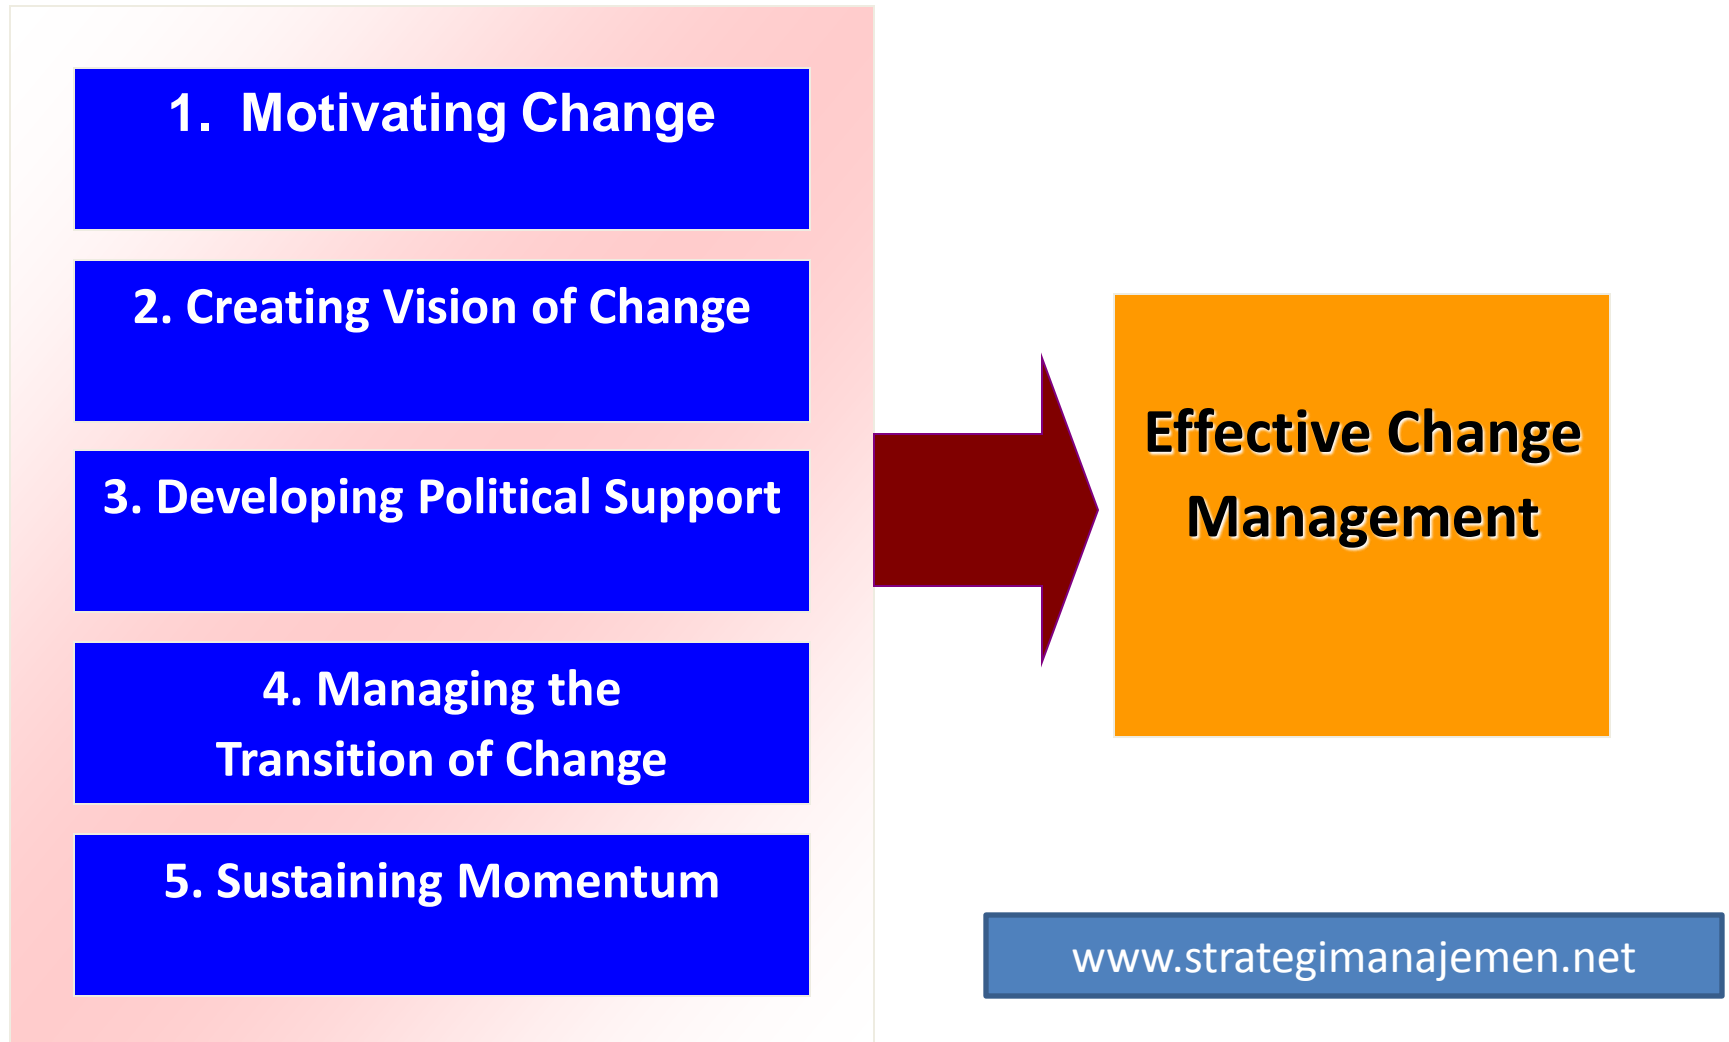 1. Motivating Change
2. Creating Vision of Change
3. Developing Political Support
4. Managing the
Transition of Change
5. Sustaining Momentum
Effective Change
Management
www.strategimanajemen.net